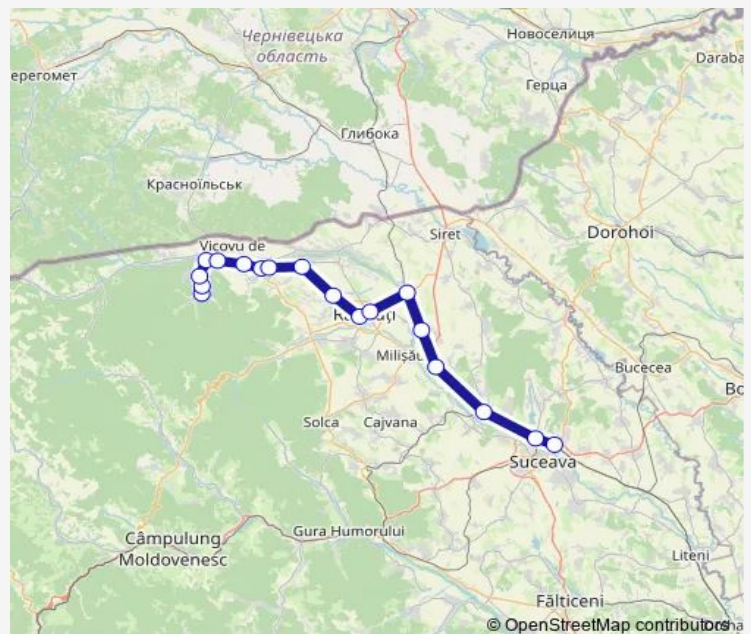 Новоселиця
Чернівецька
область
Daraba
ерегомет
Герца
Глибока
Красноїльськ
Dorohoi
Siret
Vicovu de
Milișău
Bucecea
Bo
Solca
Cajvana
Suceava
Gura Humorului
Câmpulung
Moldovenesc
Liteni
Fălticeni
© OpenStreetMap contributors